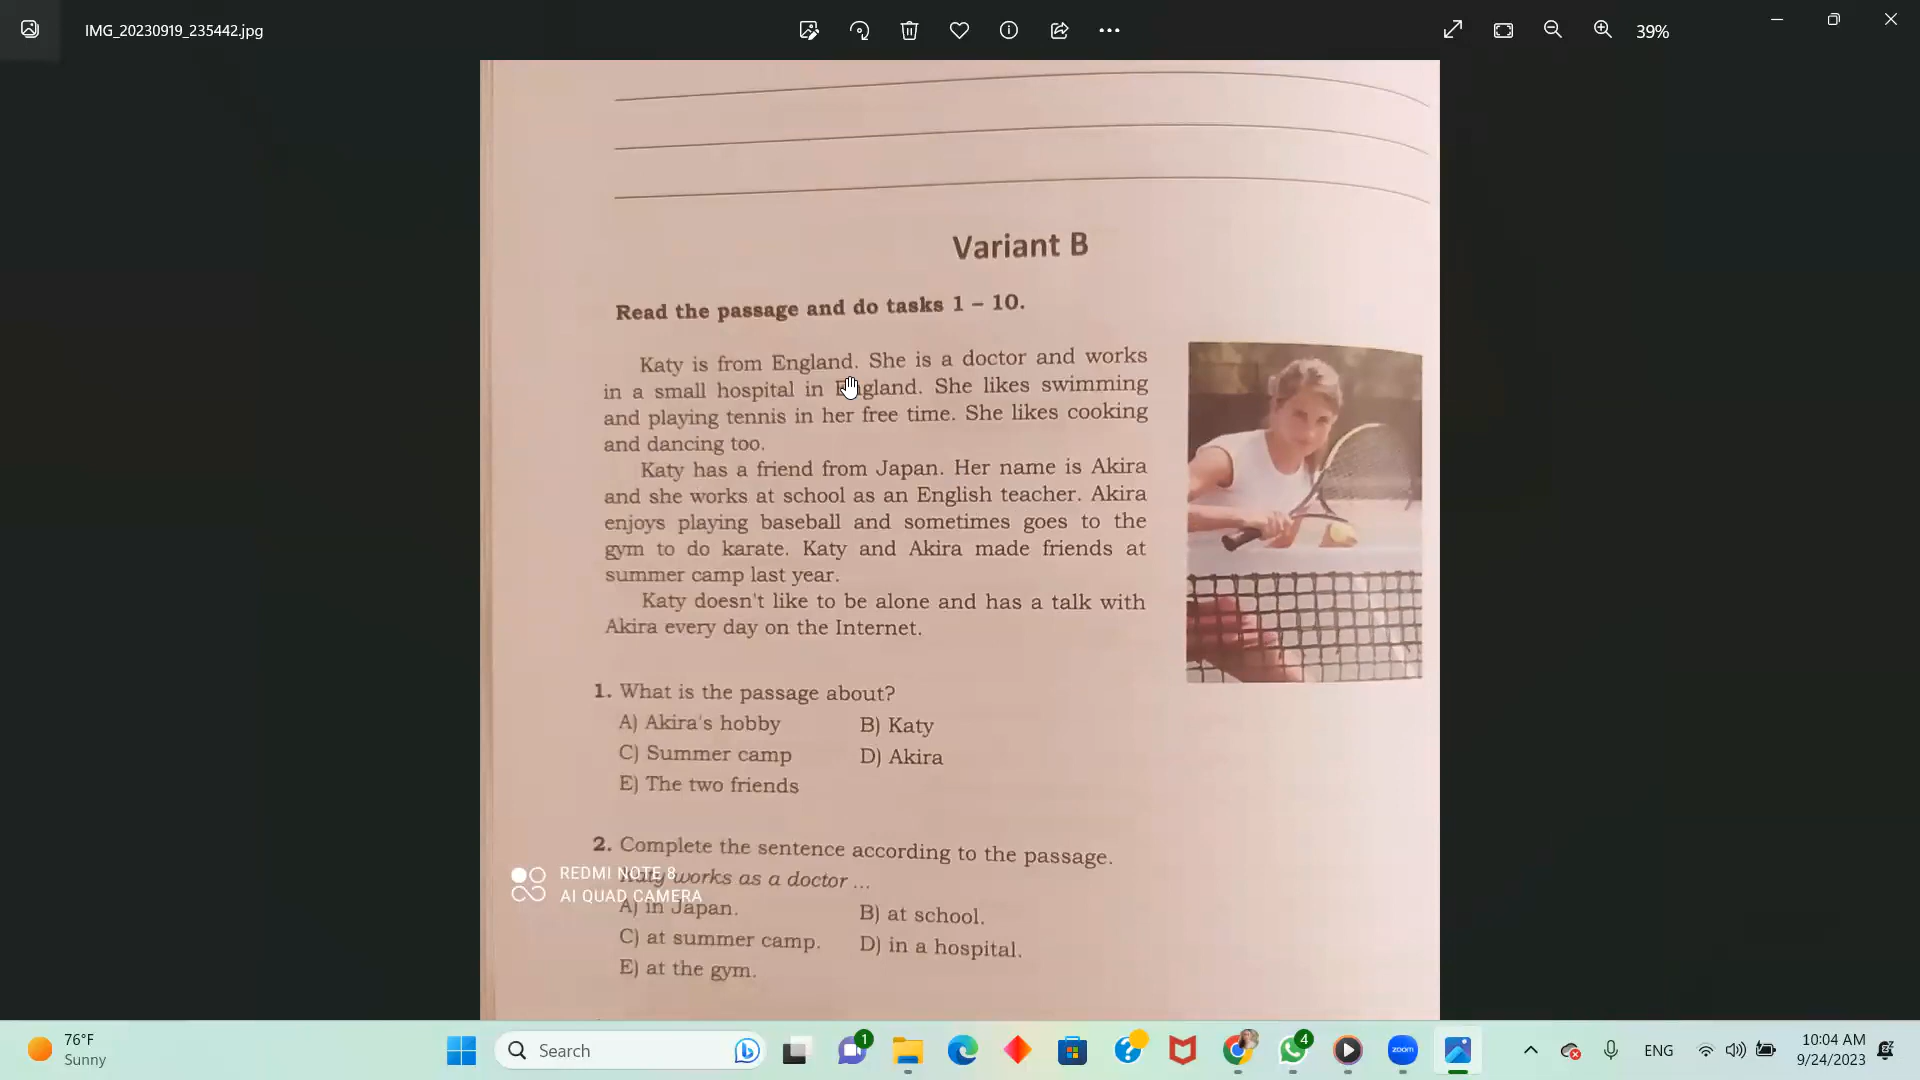 IMG_20230919_235442.jpg
39%
Variant B
Read the passage and do tasks 1 – 10.
Katy is from England. She is a doctor and works
in a small hospital in England. She likes swimming
and playing tennis in her free time. She likes cooking
and dancing too.
Katy has a friend from Japan. Her name is Akira
and she works at school as an English teacher. Akira
enjoys playing baseball and sometimes goes to the
gym to do karate. Katy and Akira made friends at
summer camp last year.
Katy doesn't like to be alone and has a talk with
Akira every day on the Internet.
1. What is the passage about?
A) Akira's hobby B) Katy
C) Summer camp D) Akira
E) The two friends
2. Complete the sentence according to the passage.
Katy works as a doctor ...
REDMI NOTE 8
AI QUAD CAMERA
A) in Japan. B) at school.
C) at summer camp. D) in a hospital.
E) at the gym.
76°F
Sunny
Search
1
zoom
4
ENG
10:04 AM
9/24/2023